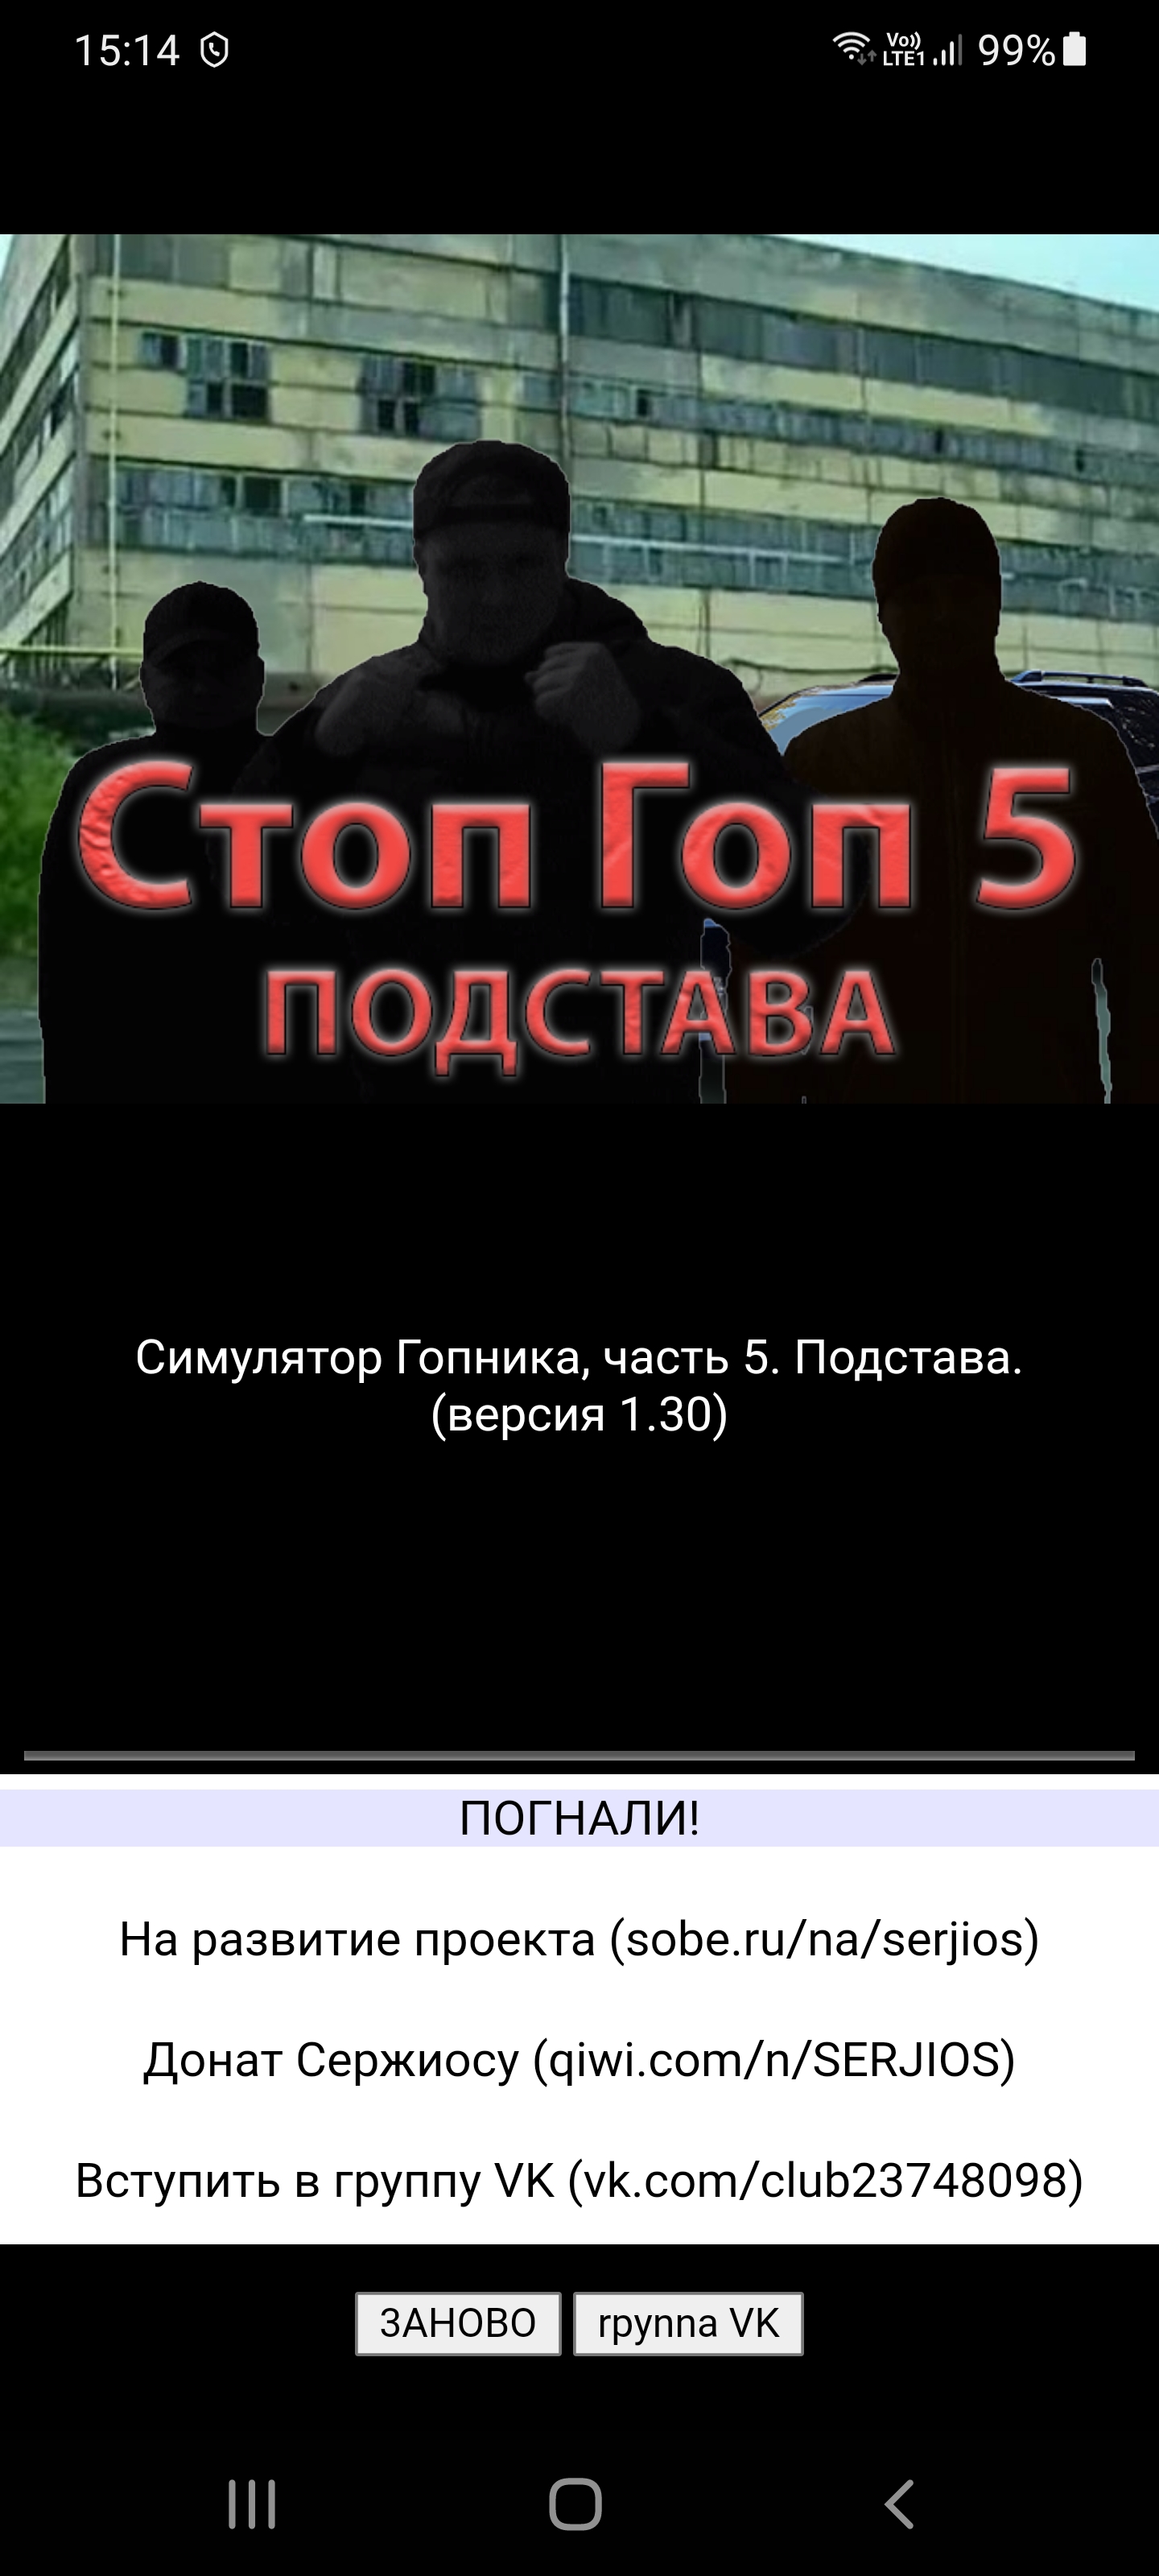 15:14
Vo)) LTE1 99%
Стоп Гоп 5
ПОДСТАВА
Симулятор Гопника, часть 5. Подстава.
(версия 1.30)
ПОГНАЛИ!
На развитие проекта (sobe.ru/na/serjios)
Донат Сержиосу (qiwi.com/n/SERJIOS)
Вступить в группу VK (vk.com/club23748098)
ЗАНОВО группа VK